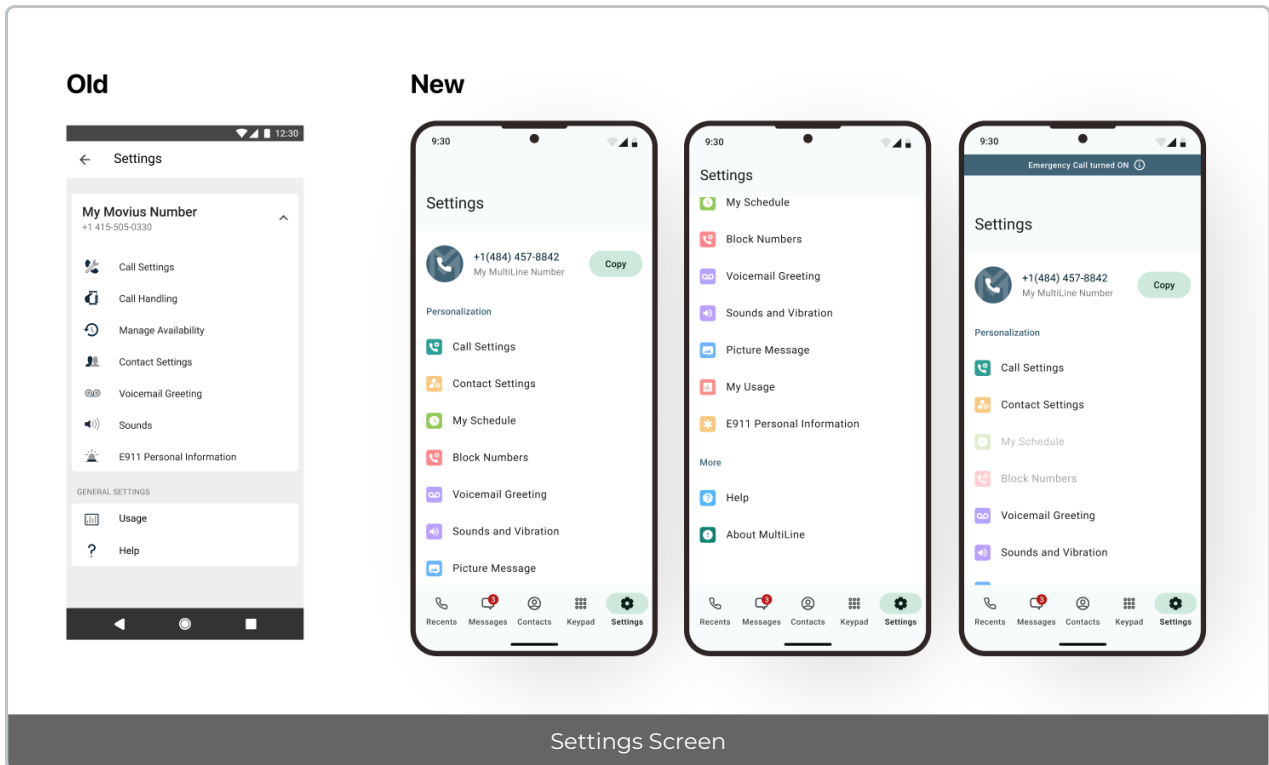 Old
12:30
Settings
My Movius Number
+1 415-505-0330
Call Settings
Call Handling
Manage Availability
Contact Settings
Voicemail Greeting
Sounds
E911 Personal Information
GENERAL SETTINGS
Usage
? Help
New
9:30
Settings
+1(484) 457-8842
My MultiLine Number
Copy
Personalization
Call Settings
Contact Settings
My Schedule
Block Numbers
Voicemail Greeting
Sounds and Vibration
Picture Message
3
Recents Messages Contacts Keypad Settings
9:30
Settings
My Schedule
Block Numbers
Voicemail Greeting
Sounds and Vibration
Picture Message
My Usage
E911 Personal Information
More
? Help
About MultiLine
3
Recents Messages Contacts Keypad Settings
9:30
Emergency Call turned ON
Settings
+1(484) 457-8842
My MultiLine Number
Copy
Personalization
Call Settings
Contact Settings
My Schedule
Block Numbers
Voicemail Greeting
Sounds and Vibration
3
Recents Messages Contacts Keypad Settings
Settings Screen